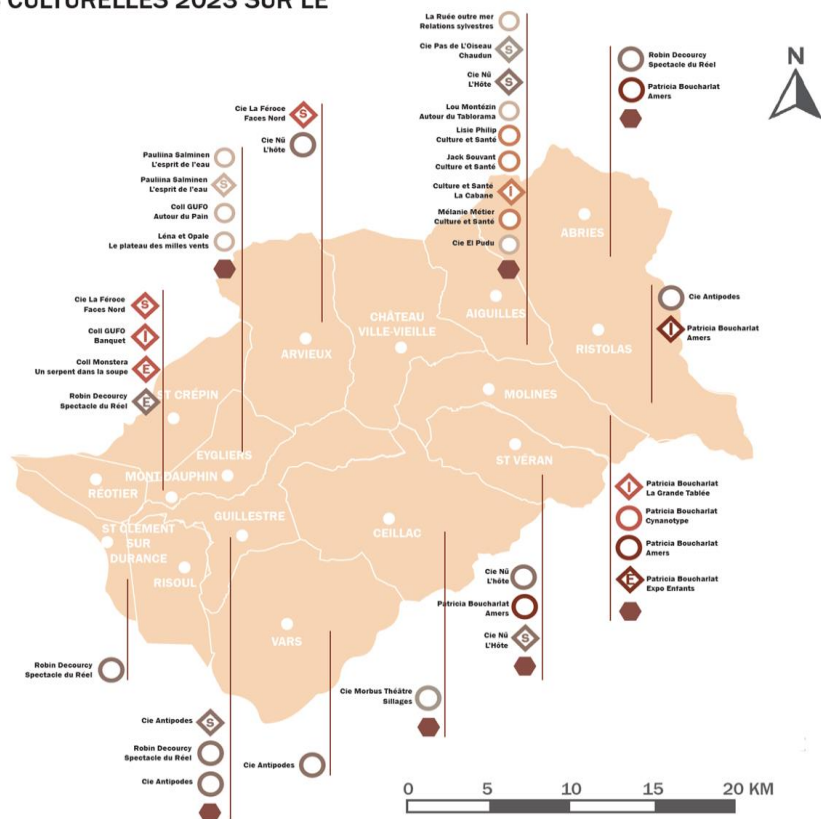 CULTURELLES 2023 SUR LE
La Ruée outre mer
Relations sylvestres
Cie Pas de L'Oiseau
Chaudun
S
Cie Nü
L'Hôte
S
Lou Montézin
Autour du Tablorama
Lisie Philip
Culture et Santé
Jack Souvant
Culture et Santé
Culture et Santé
La Cabane
I
Mélanie Métier
Culture et Santé
Cie El Pudu
Robin Decourcy
Spectacle du Réel
Patricia Boucharlat
Amers
N
Cie La Féroce
Faces Nord
S
Cie Nü
L'hôte
Pauliina Salminen
L'esprit de l'eau
Pauliina Salminen
L'esprit de l'eau
S
Coll GUFO
Autour du Pain
Léna et Opale
Le plateau des milles vents
Cie La Féroce
Faces Nord
S
Coll GUFO
Banquet
I
Coll Monstera
Un serpent dans la soupe
E
Robin Decourcy
Spectacle du Réel
E
Cie Antipodes
Patricia Boucharlat
Amers
I
ABRIES
AIGUILLES
CHÂTEAU
VILLE-VIEILLE
ARVIEUX
RISTOLAS
MOLINES
ST CRÉPIN
ST VÉRAN
EYGLIERS
MONT DAUPHIN
RÉOTIER
GUILLESTRE
CEILLAC
ST CLÉMENT
SUR
DURANCE
RISOUL
VARS
Patricia Boucharlat
La Grande Tablée
I
Patricia Boucharlat
Cynanotype
Patricia Boucharlat
Amers
Patricia Boucharlat
Expo Enfants
E
Cie Nü
L'hôte
Patricia Boucharlat
Amers
Cie Nü
L'Hôte
S
Robin Decourcy
Spectacle du Réel
Cie Morbus Théâtre
Sillages
Cie Antipodes
S
Robin Decourcy
Spectacle du Réel
Cie Antipodes
Cie Antipodes
0 5 10 15 20 KM